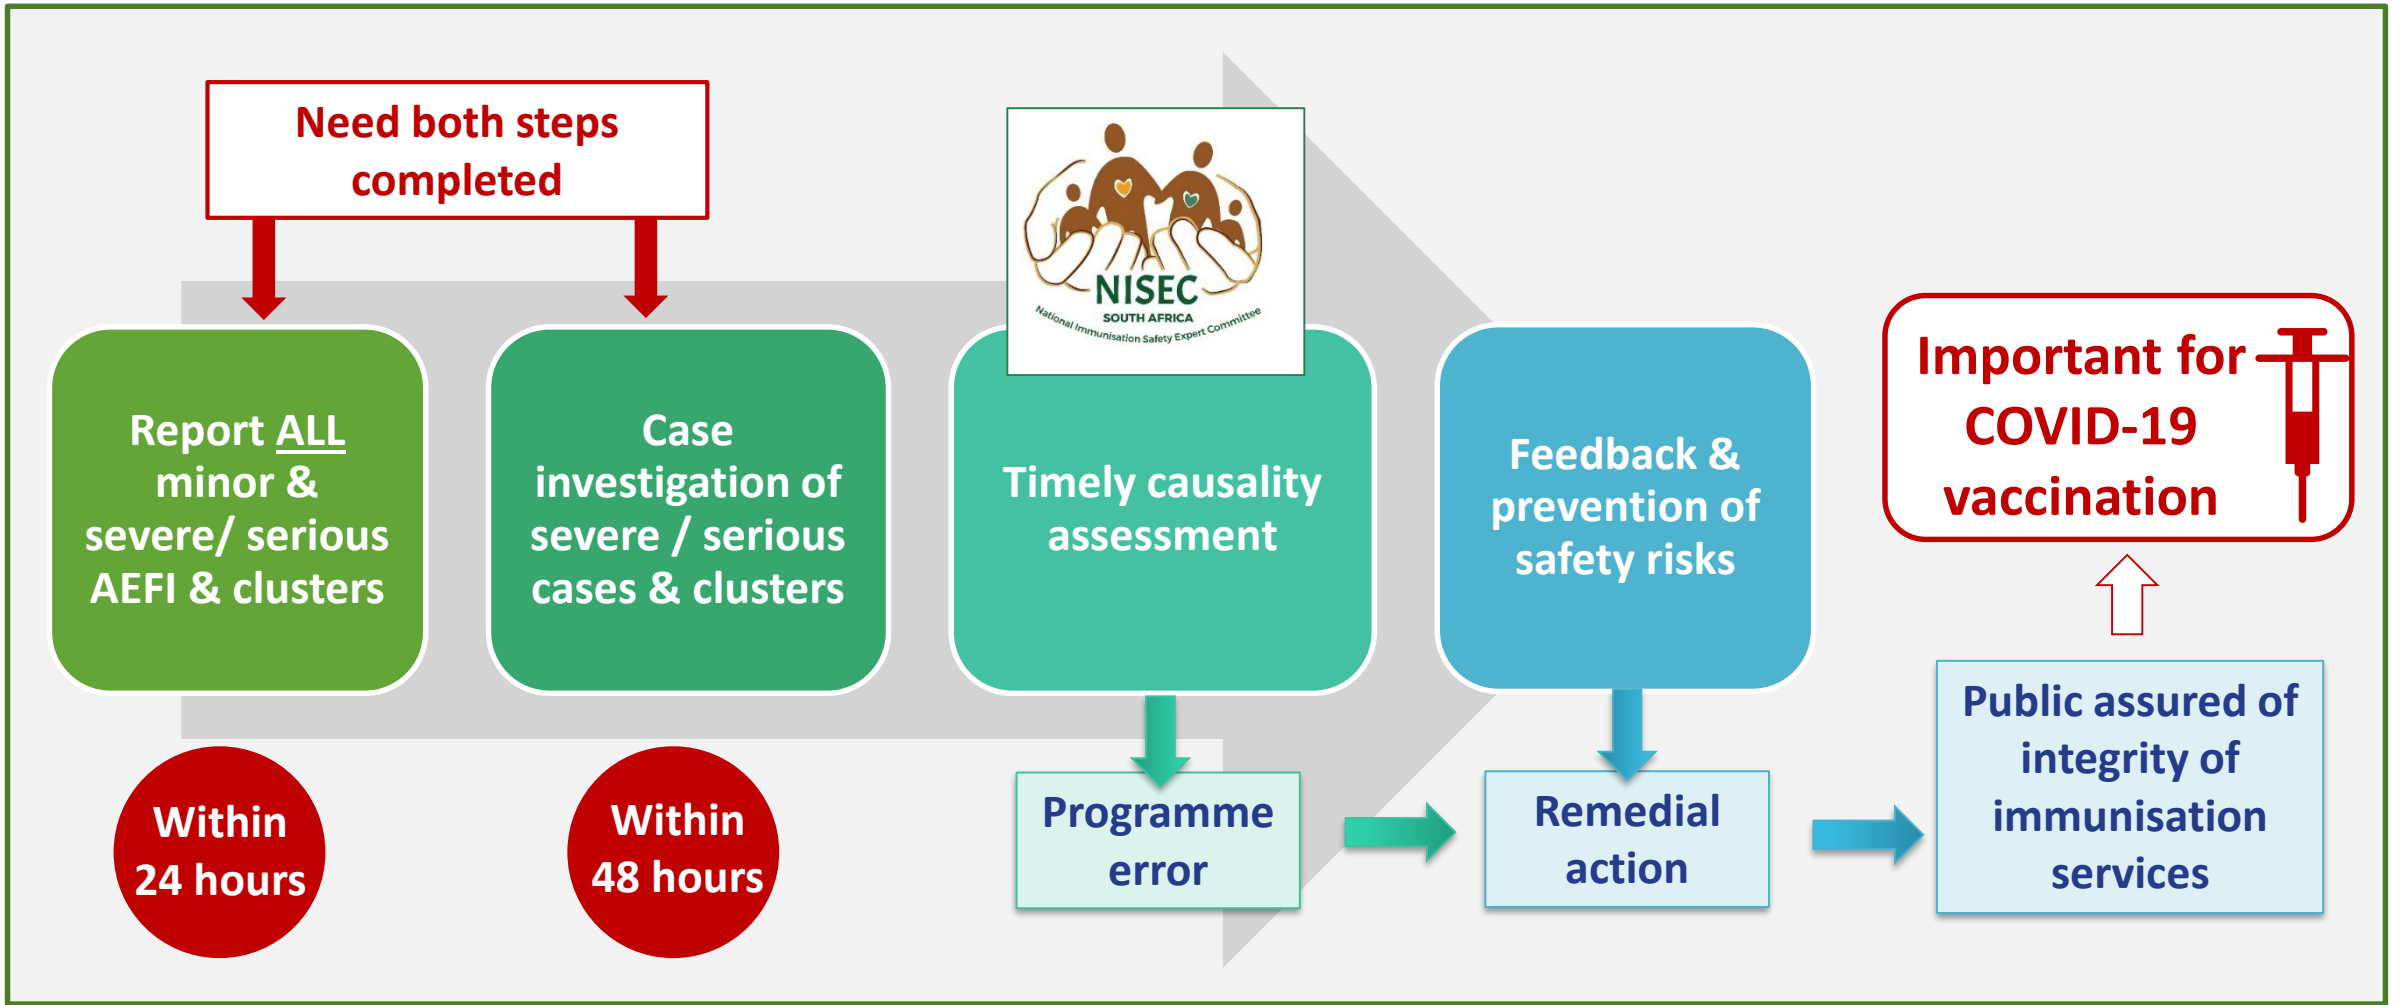 Need both steps
completed
NISEC
SOUTH AFRICA
National Immunisation Safety Expert Committee
Report ALL
minor &
severe/ serious
AEFI & clusters
Case
investigation of
severe / serious
cases & clusters
Timely causality
assessment
Feedback &
prevention of
safety risks
Important for
COVID-19
vaccination
Within
24 hours
Within
48 hours
Programme
error
Remedial
action
Public assured of
integrity of
immunisation
services